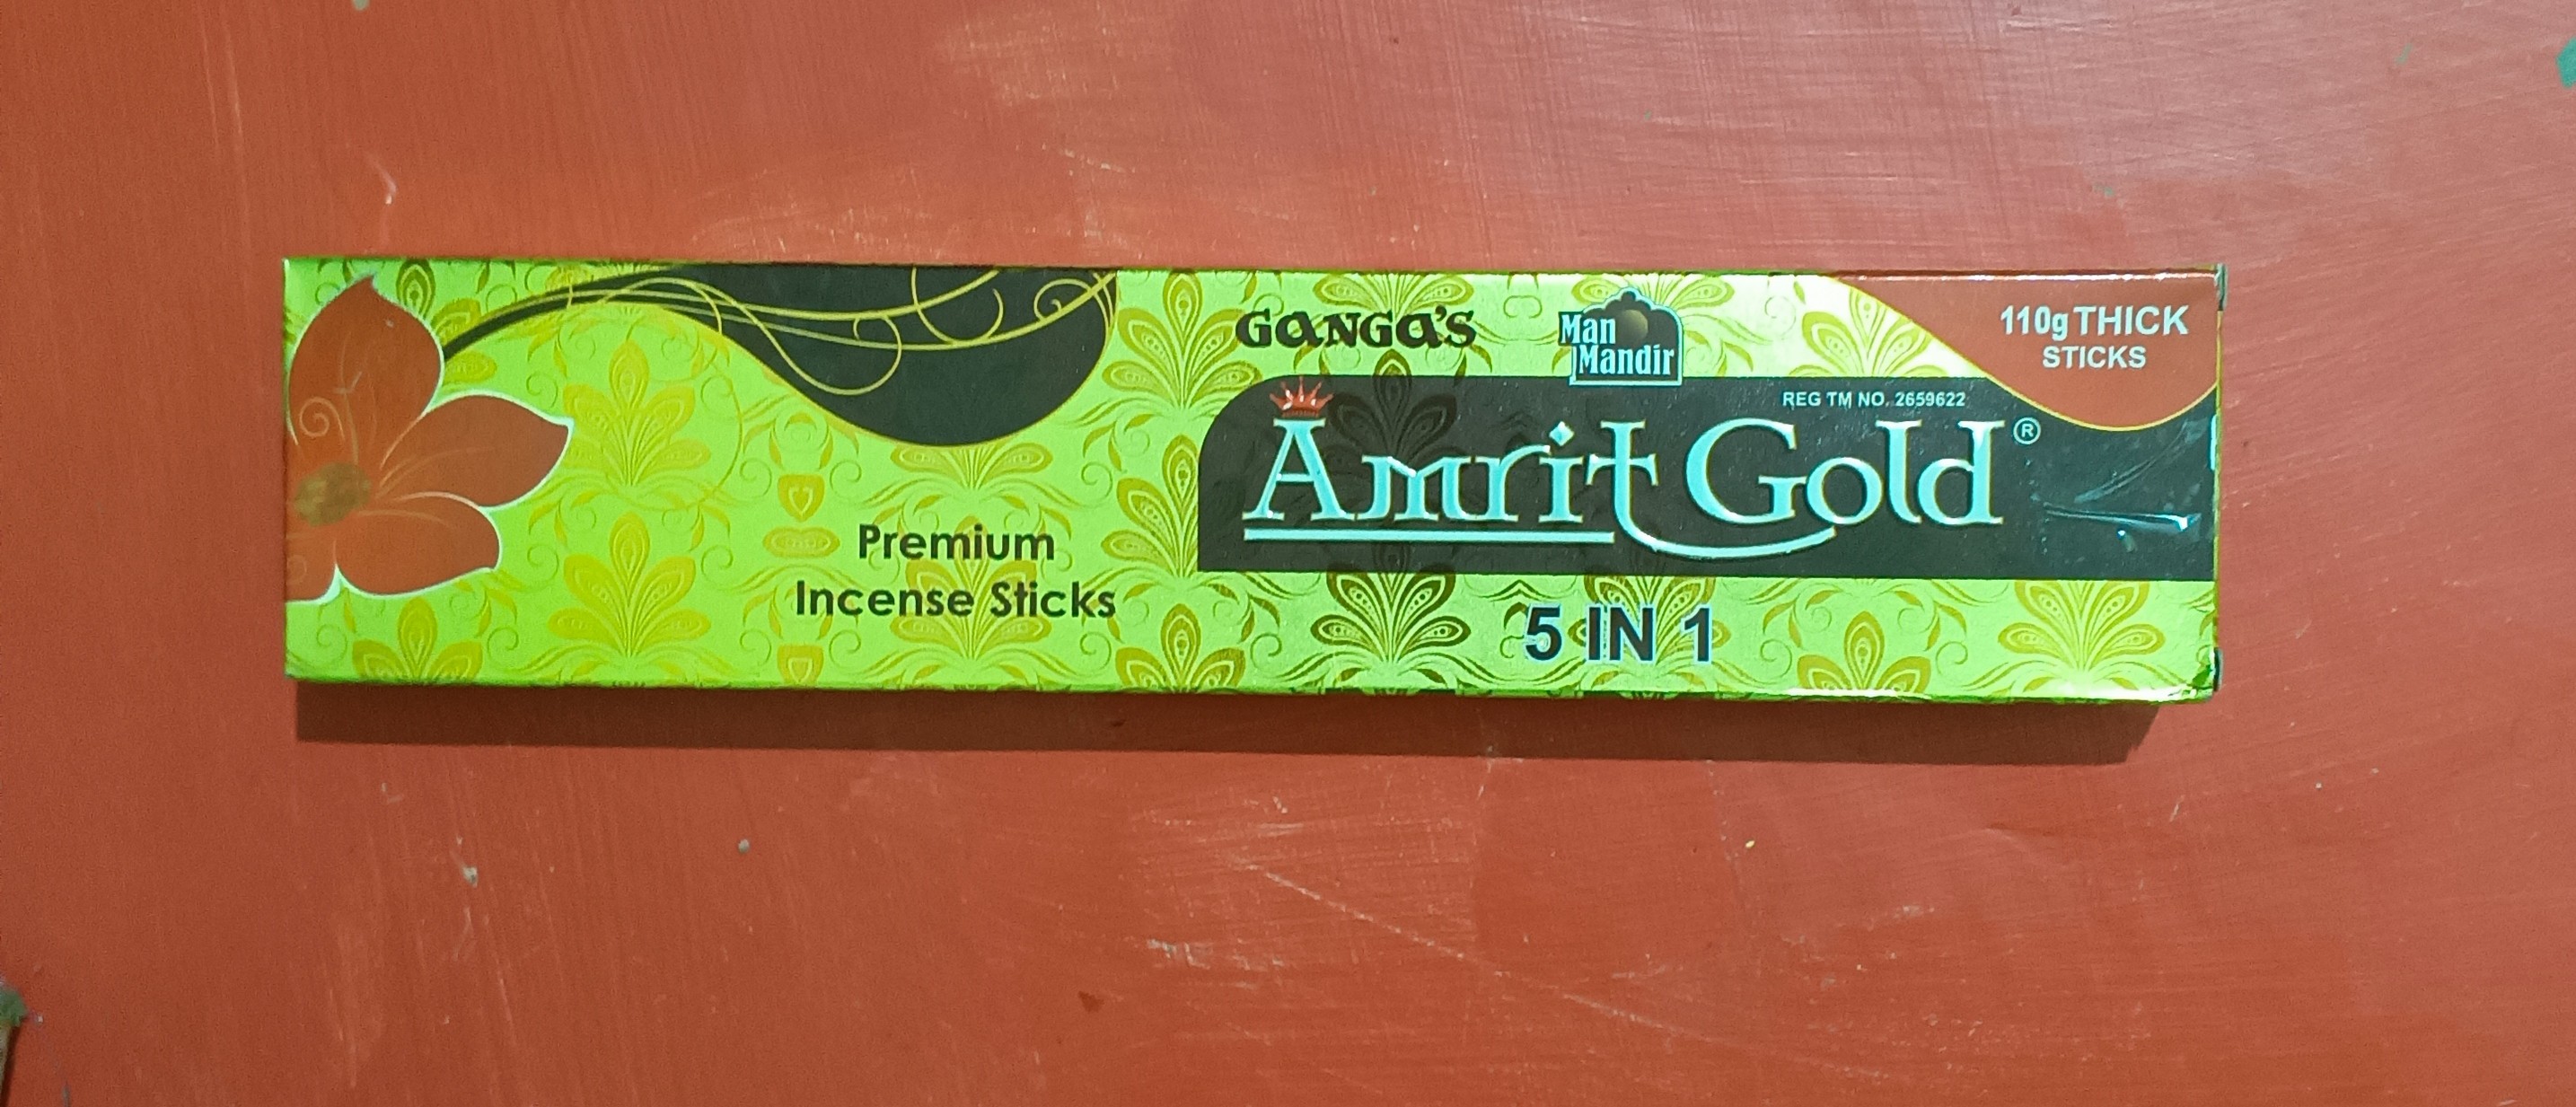 GANGA'S
Man
Mandir
110g THICK
STICKS
REG TM NO. 2659622
Amrit Gold ®
Premium
Incense Sticks
5 IN 1